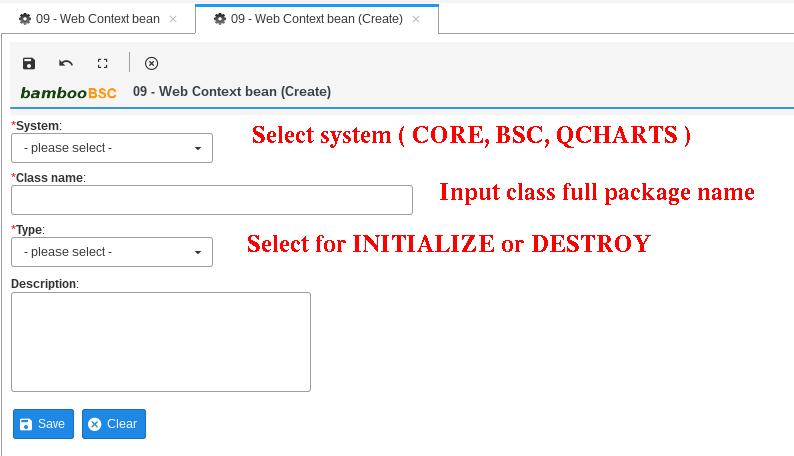 09 - Web Context bean
09 - Web Context bean (Create)
bambooBSC 09 - Web Context bean (Create)
*System:
- please select -
Select system ( CORE, BSC, QCHARTS )
*Class name:
Input class full package name
*Type:
- please select -
Select for INITIALIZE or DESTROY
Description:
Save
Clear